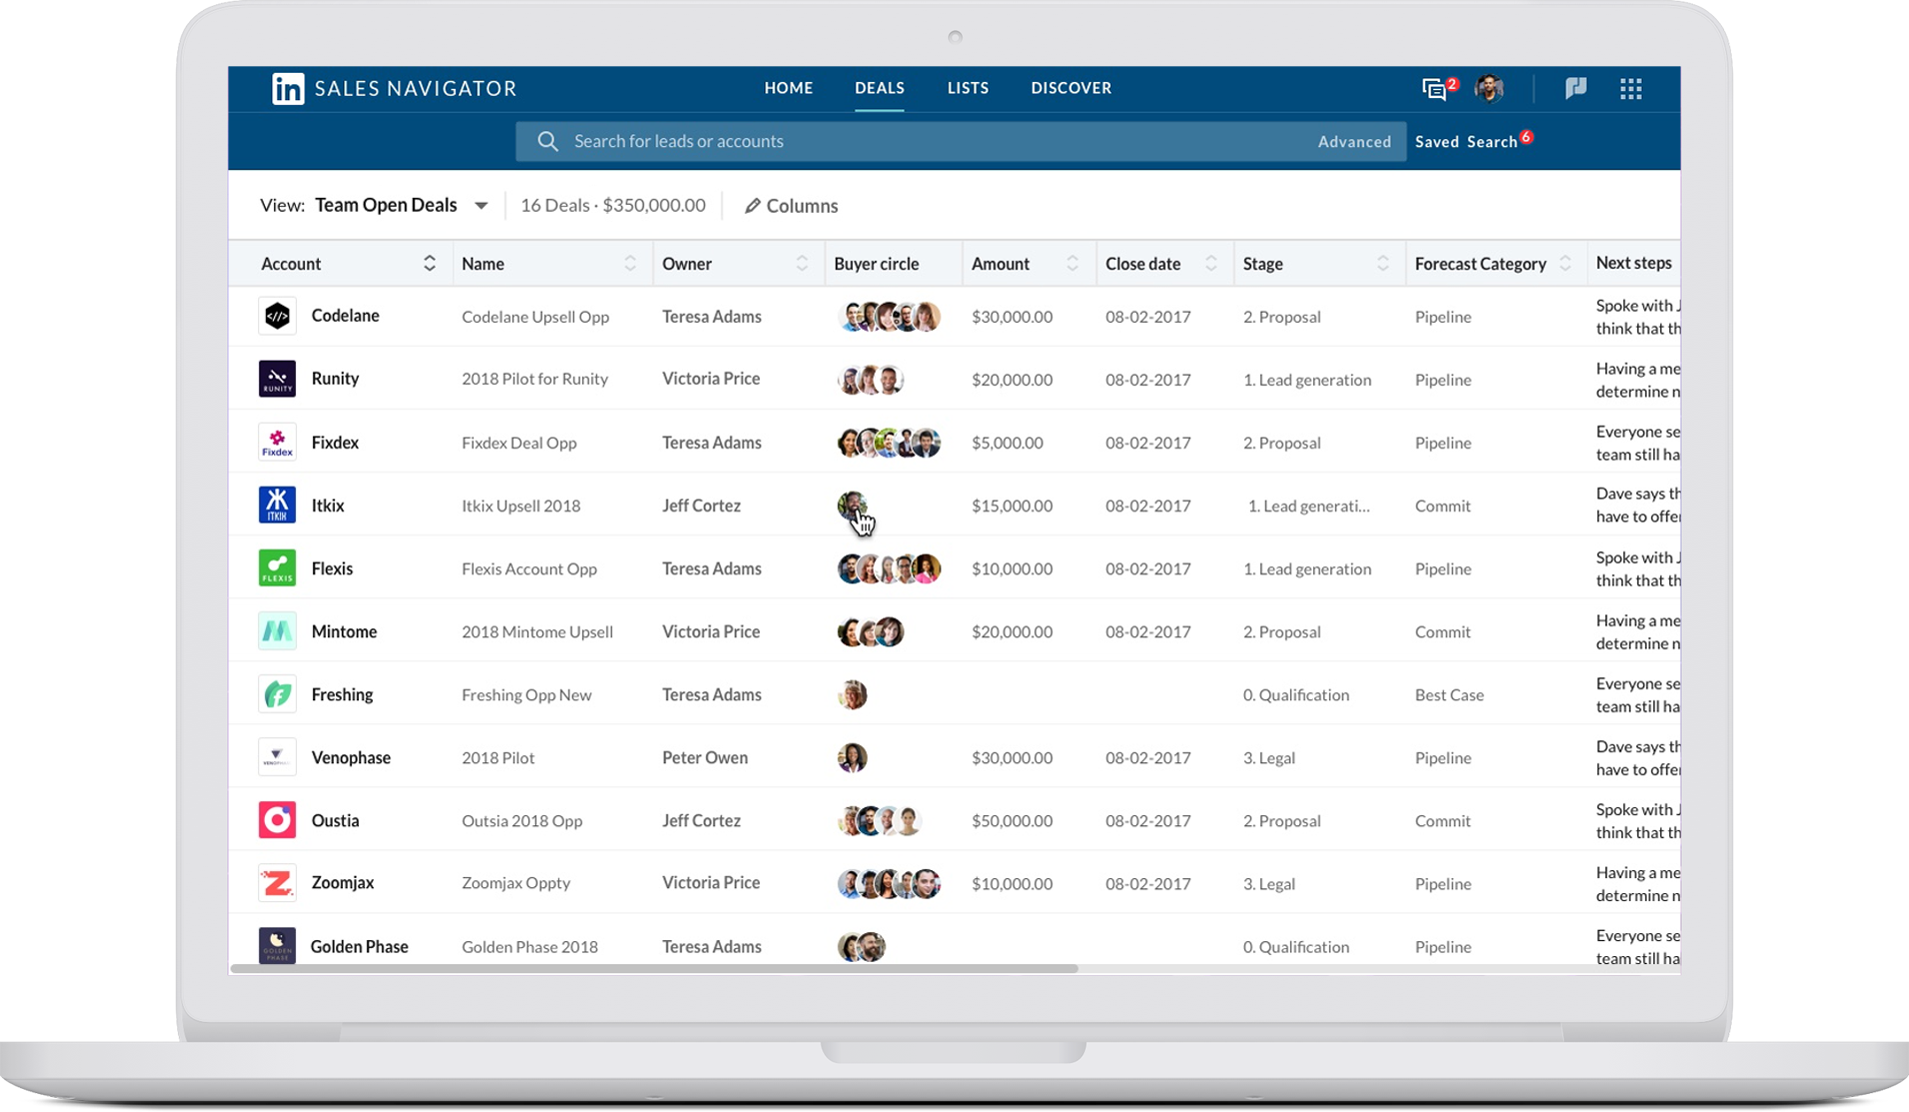 in SALES NAVIGATOR HOME DEALS LISTS DISCOVER 2
Search for leads or accounts Advanced Saved Search 6
View: Team Open Deals 16 Deals · $350,000.00 Columns
Account Name Owner Buyer circle Amount Close date Stage Forecast Category Next steps
Codelane Codelane Upsell Opp Teresa Adams $30,000.00 08-02-2017 2. Proposal Pipeline Spoke with J
think that th
RUNITY Runity 2018 Pilot for Runity Victoria Price $20,000.00 08-02-2017 1. Lead generation Pipeline Having a me
determine n
Fixdex Fixdex Fixdex Deal Opp Teresa Adams $5,000.00 08-02-2017 2. Proposal Pipeline Everyone se
team still ha
ITKIX Itkix Itkix Upsell 2018 Jeff Cortez $15,000.00 08-02-2017 1. Lead generati... Commit Dave says th
have to offer
FLEXIS Flexis Flexis Account Opp Teresa Adams $10,000.00 08-02-2017 1. Lead generation Pipeline Spoke with J
think that th
Mintome 2018 Mintome Upsell Victoria Price $20,000.00 08-02-2017 2. Proposal Commit Having a me
determine n
Freshing Freshing Opp New Teresa Adams 0. Qualification Best Case Everyone se
team still ha
Venophase 2018 Pilot Peter Owen $30,000.00 08-02-2017 3. Legal Pipeline Dave says th
have to offer
Oustia Outsia 2018 Opp Jeff Cortez $50,000.00 08-02-2017 2. Proposal Commit Spoke with J
think that th
Zoomjax Zoomjax Oppty Victoria Price $10,000.00 08-02-2017 3. Legal Pipeline Having a me
determine n
GOLDEN PHASE Golden Phase Golden Phase 2018 Teresa Adams 0. Qualification Pipeline Everyone se
team still ha